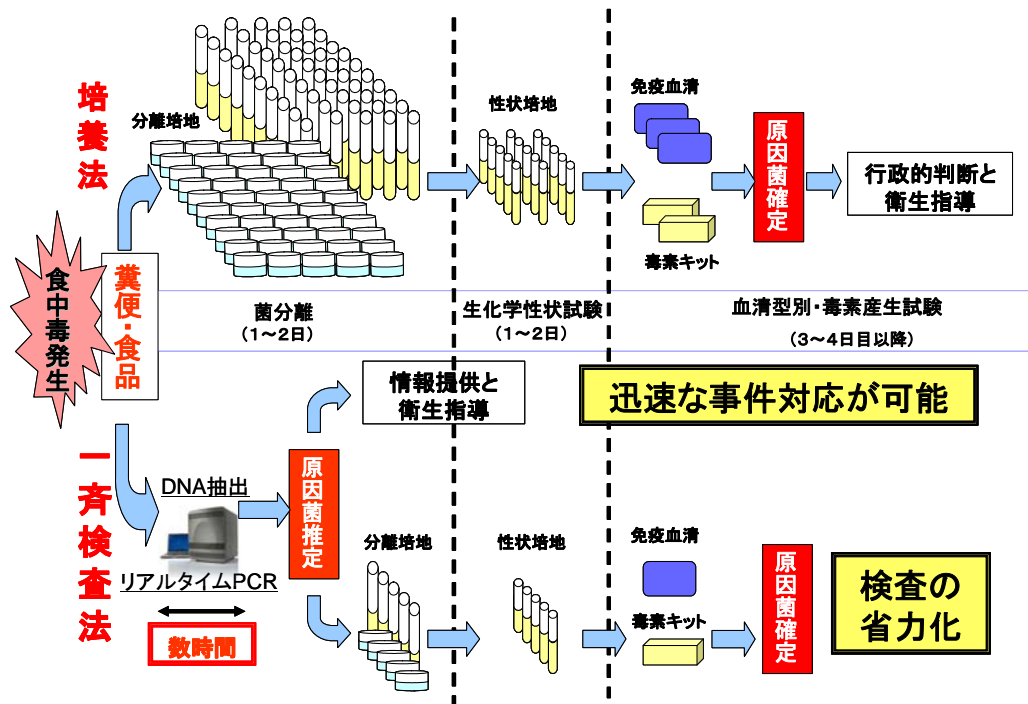 培養法
分離培地
性状培地
免疫血清
毒素キット
原因菌確定
行政的判断と
衛生指導
食中毒発生
糞便・食品
菌分離
(1～2日)
生化学性状試験
(1～2日)
血清型別・毒素産生試験
(3～4日目以降)
情報提供と
衛生指導
迅速な事件対応が可能
一斉検査法
DNA抽出
リアルタイムPCR
数時間
原因菌推定
分離培地
性状培地
免疫血清
毒素キット
原因菌確定
検査の
省力化